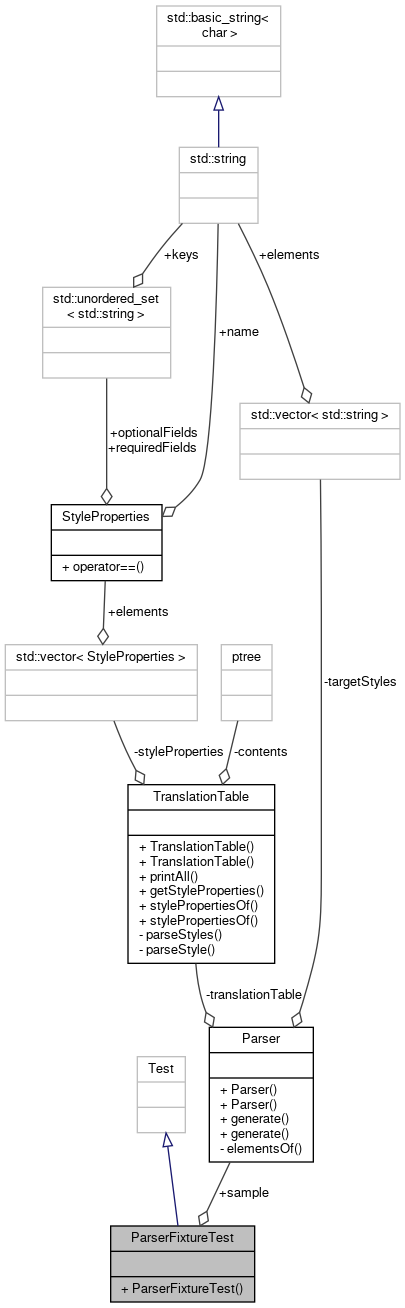 std::basic_string<
char >
std::string
+keys
+elements
std::unordered_set
< std::string >
+name
std::vector< std::string >
+optionalFields
+requiredFields
StyleProperties
+ operator==()
+elements
std::vector< StyleProperties >
ptree
-targetStyles
-styleProperties
-contents
TranslationTable
+ TranslationTable()
+ TranslationTable()
+ printAll()
+ getStyleProperties()
+ stylePropertiesOf()
+ stylePropertiesOf()
- parseStyles()
- parseStyle()
-translationTable
Parser
+ Parser()
+ Parser()
+ generate()
+ generate()
- elementsOf()
Test
+sample
ParserFixtureTest
+ ParserFixtureTest()